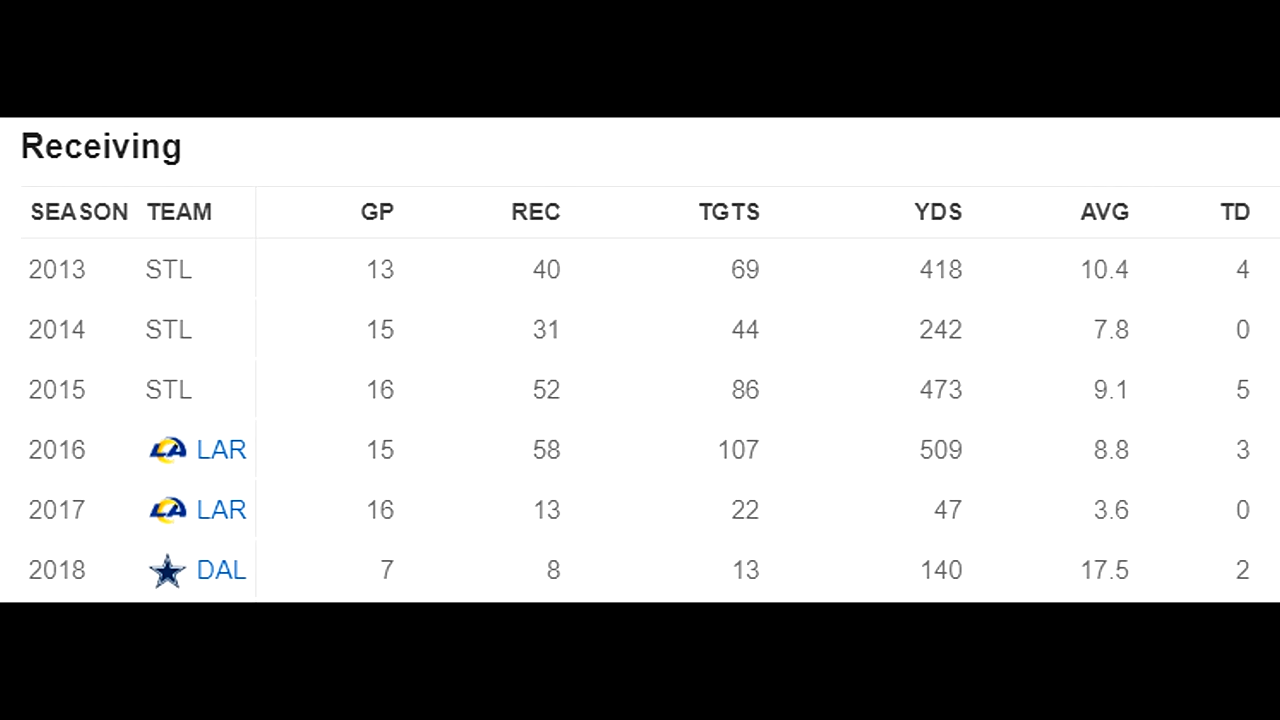 Receiving
SEASON TEAM GP REC TGTS YDS AVG TD
2013 STL 13 40 69 418 10.4 4
2014 STL 15 31 44 242 7.8 0
2015 STL 16 52 86 473 9.1 5
2016 LA LAR 15 58 107 509 8.8 3
2017 LA LAR 16 13 22 47 3.6 0
2018 DAL 7 8 13 140 17.5 2